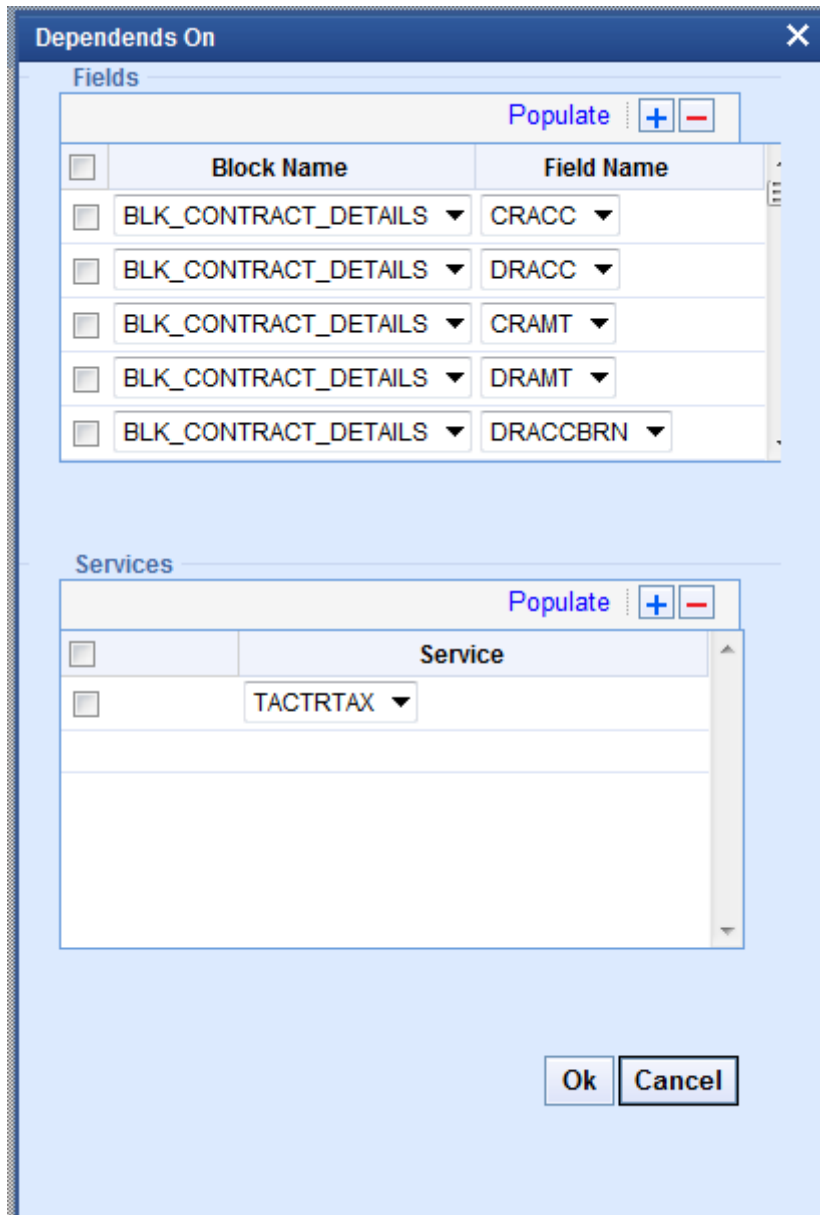 Dependends On
Fields
Populate
Block Name Field Name
BLK_CONTRACT_DETAILS CRACC
BLK_CONTRACT_DETAILS DRACC
BLK_CONTRACT_DETAILS CRAMT
BLK_CONTRACT_DETAILS DRAMT
BLK_CONTRACT_DETAILS DRACCBRN
Services
Populate
Service
TACTRTAX
Ok Cancel